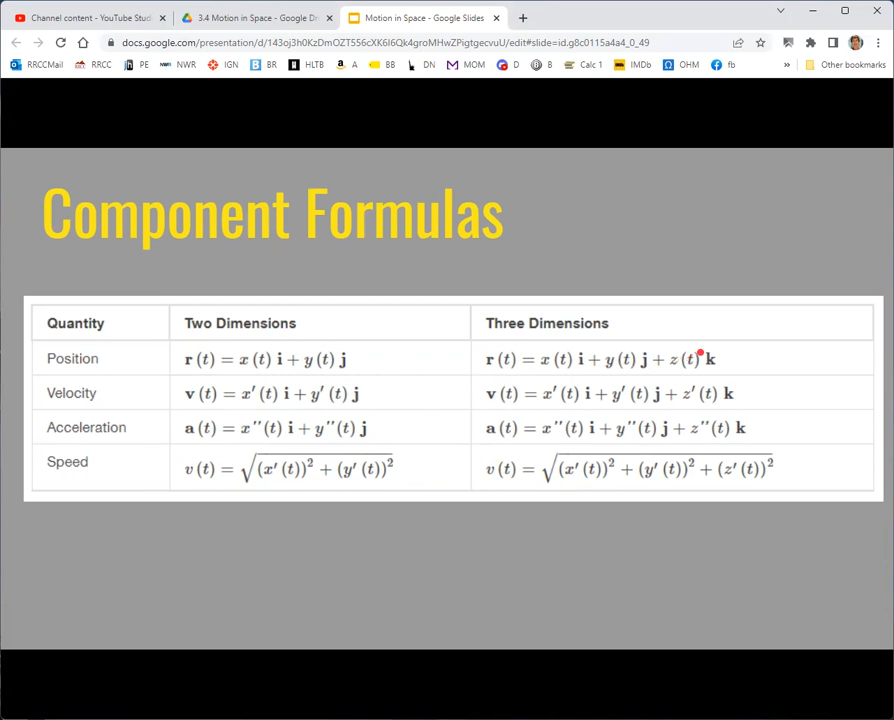 Channel content - YouTube Stud
3.4 Motion in Space - Google Dr
Motion in Space - Google Slides
docs.google.com/presentation/d/143oj3h0KzDmOZT556cXK6I6Qk4groMHwZPigtgecvuU/edit#slide=id.g8c0115a4a4_0_49
RRCCMail RRCC PE NWR IGN BR HLTB A BB DN MOM D B Calc 1 IMDb OHM fb » Other bookmarks
Component Formulas
Quantity Two Dimensions Three Dimensions
Position r (t) = x (t) i + y (t) j r (t) = x (t) i + y (t) j + z (t) k
Velocity v (t) = x′ (t) i + y′ (t) j v (t) = x′ (t) i + y′ (t) j + z′ (t) k
Acceleration a (t) = x″(t) i + y″(t) j a (t) = x″(t) i + y″(t) j + z″(t) k
Speed v (t) = √(x′ (t))² + (y′ (t))² v (t) = √(x′ (t))² + (y′ (t))² + (z′ (t))²